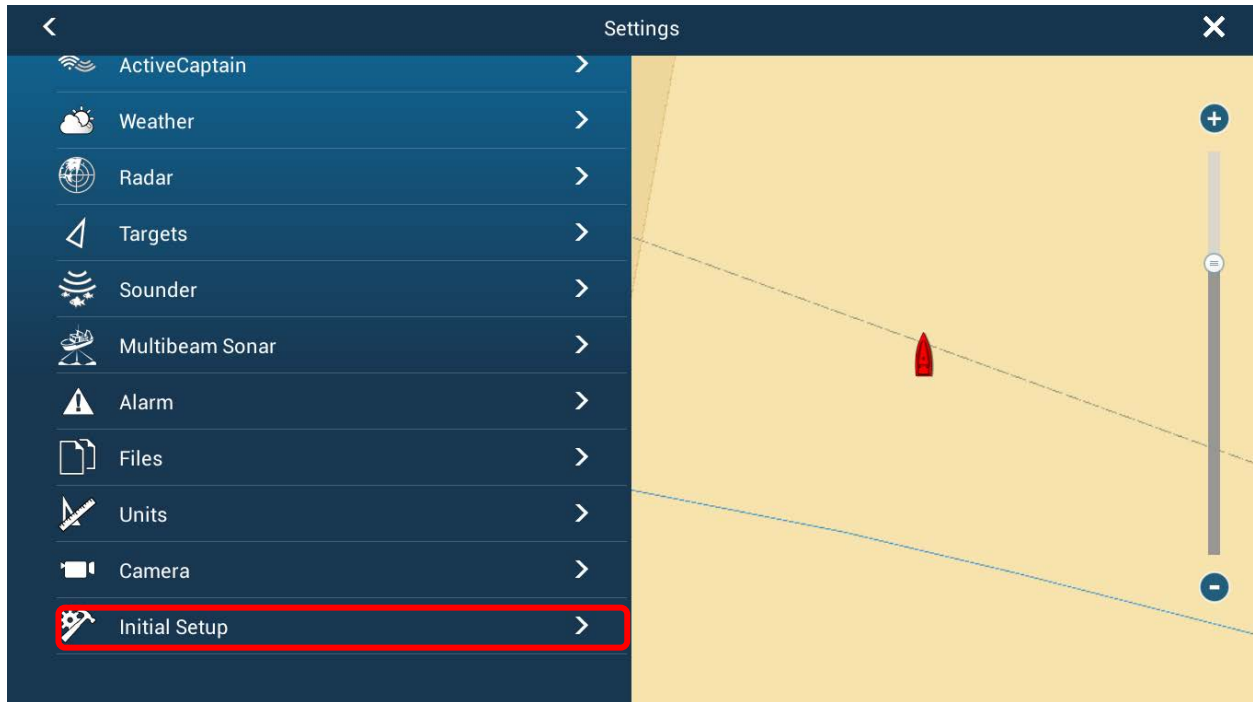 Settings
ActiveCaptain
Weather
Radar
Targets
Sounder
Multibeam Sonar
Alarm
Files
Units
Camera
Initial Setup